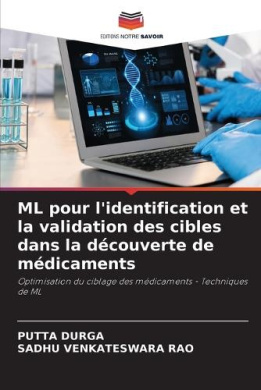 EDITIONS NOTRE SAVOIR
ML pour l'identification et
la validation des cibles
dans la découverte de
médicaments
Optimisation du ciblage des médicaments - Techniques
de ML
PUTTA DURGA
SADHU VENKATESWARA RAO